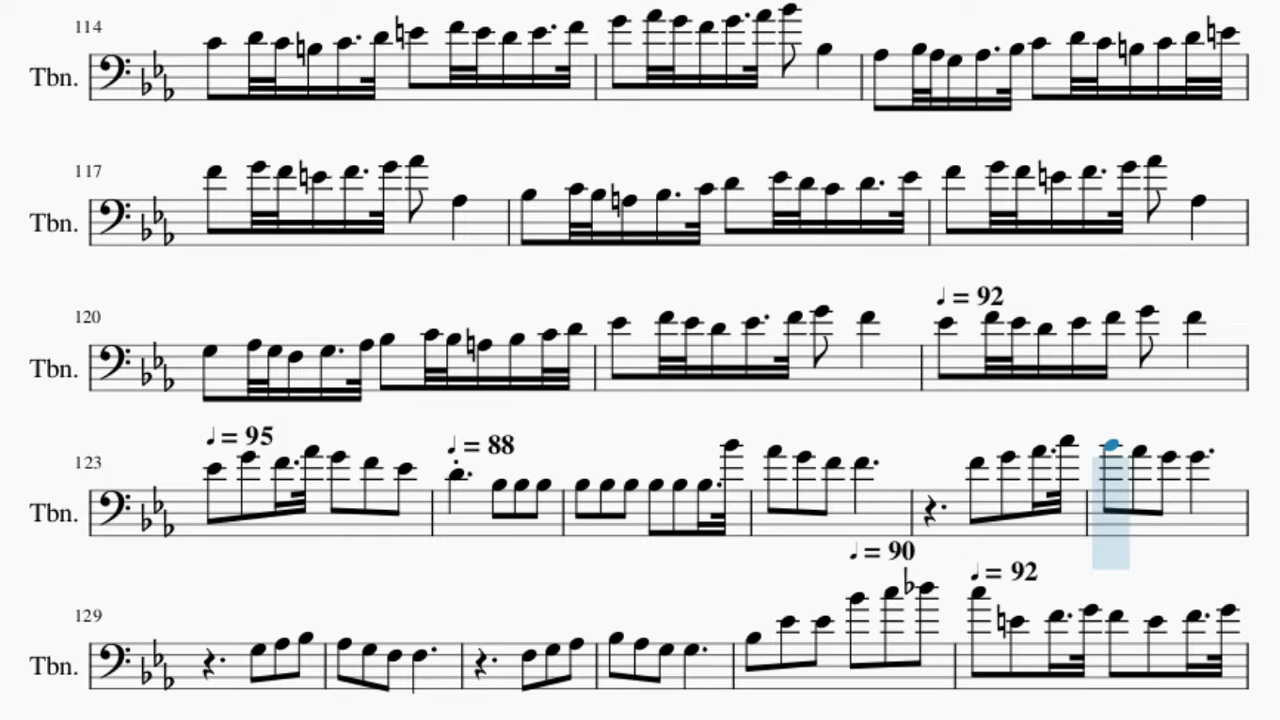 114
Tbn.
117
Tbn.
♩ = 92
120
Tbn.
♩ = 95
♩ = 88
123
Tbn.
♩ = 90
♩ = 92
129
Tbn.